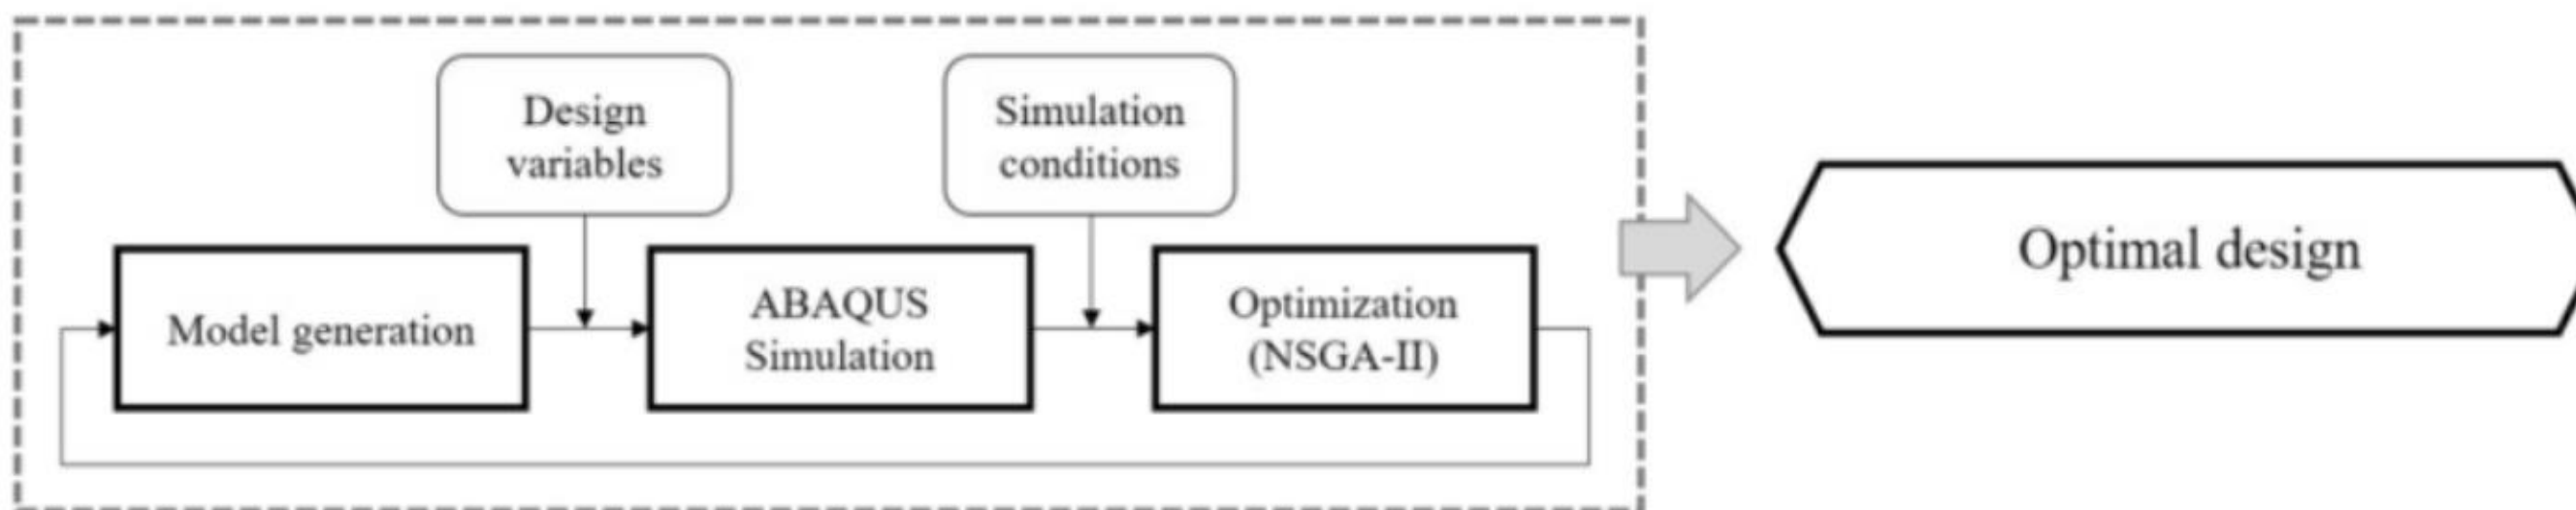 Design
variables
Simulation
conditions
Model generation
ABAQUS
Simulation
Optimization
(NSGA-II)
Optimal design